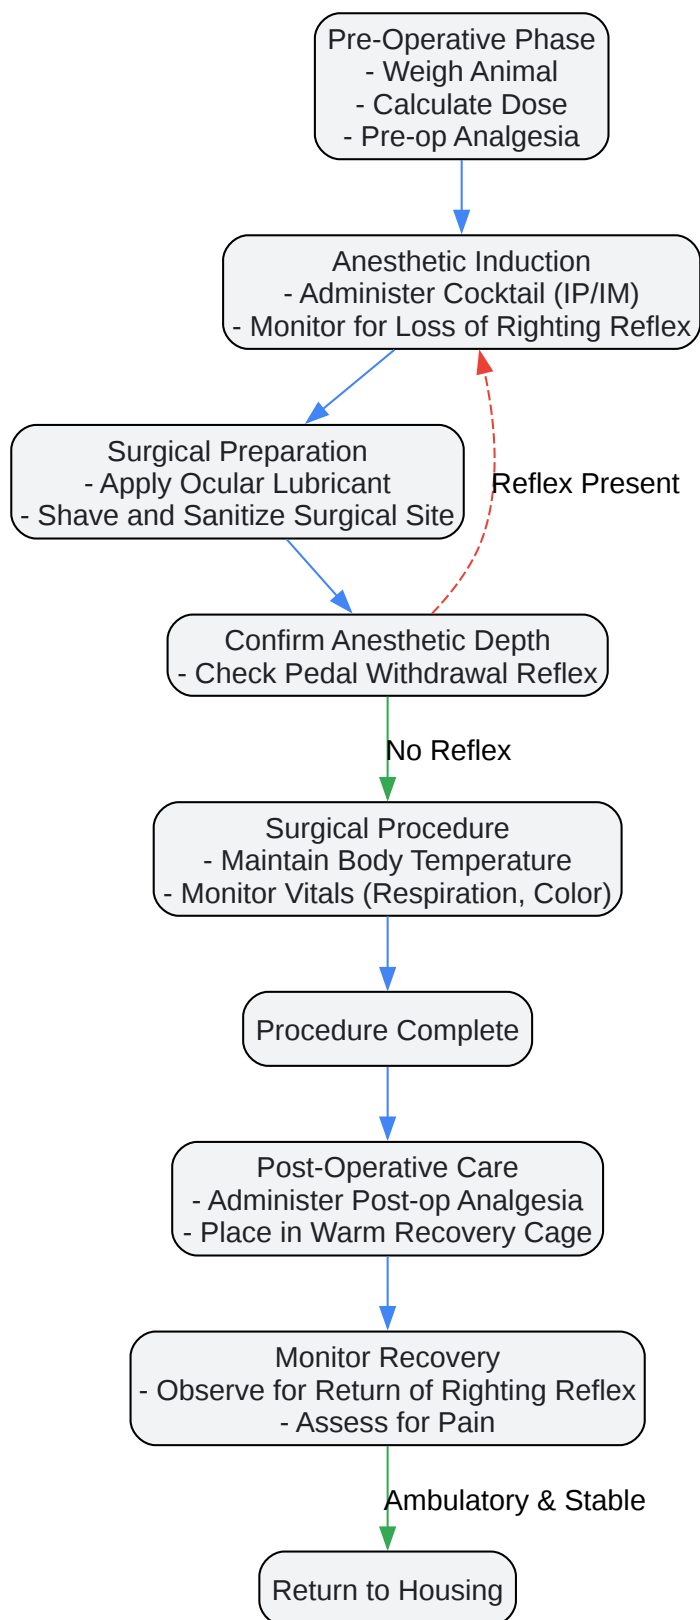 Pre-Operative Phase
- Weigh Animal
- Calculate Dose
- Pre-op Analgesia
Anesthetic Induction
- Administer Cocktail (IP/IM)
- Monitor for Loss of Righting Reflex
Surgical Preparation
- Apply Ocular Lubricant
- Shave and Sanitize Surgical Site
Reflex Present
Confirm Anesthetic Depth
- Check Pedal Withdrawal Reflex
No Reflex
Surgical Procedure
- Maintain Body Temperature
- Monitor Vitals (Respiration, Color)
Procedure Complete
Post-Operative Care
- Administer Post-op Analgesia
- Place in Warm Recovery Cage
Monitor Recovery
- Observe for Return of Righting Reflex
- Assess for Pain
Ambulatory & Stable
Return to Housing